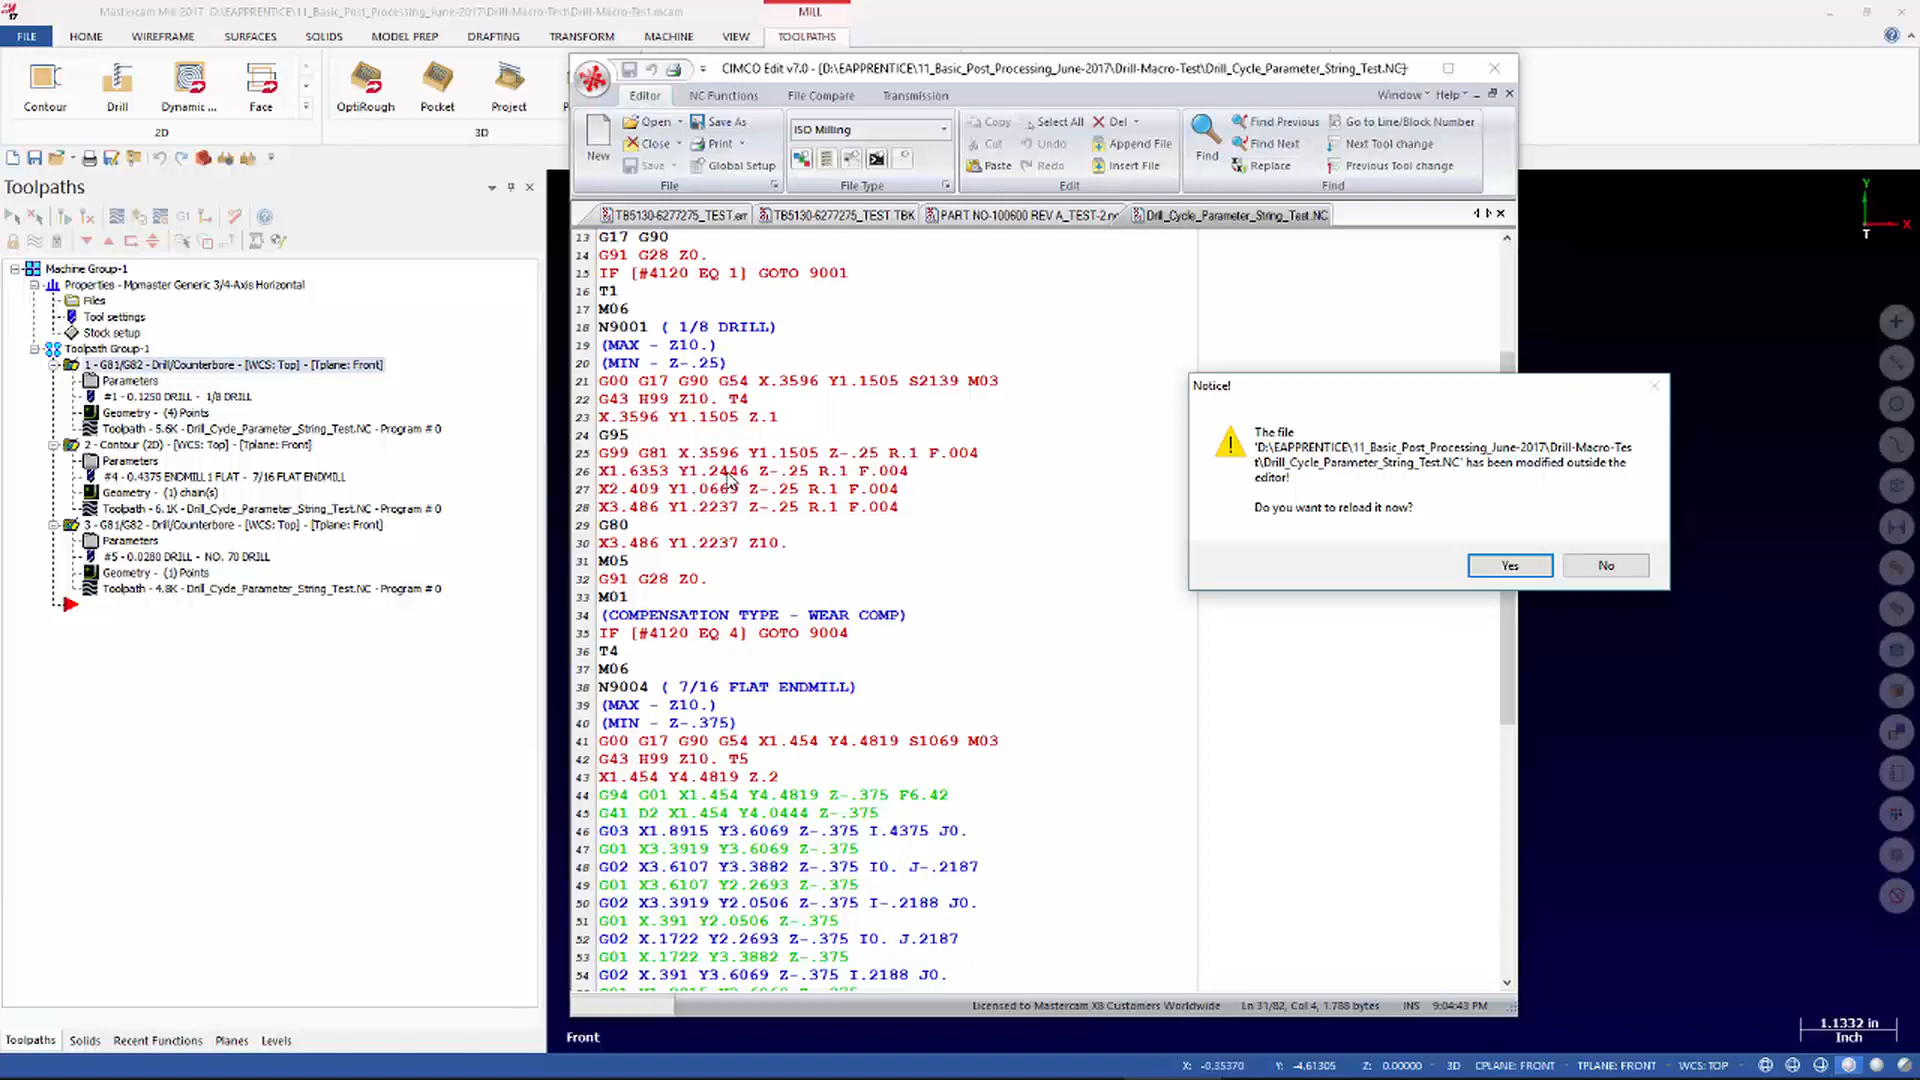 Mastercam Mill 2017  D:\EAPPRENTICE\11_Basic_Post_Processing_June-2017\Drill-Macro-Test\Drill-Macro-Test.mcam
MILL
FILE HOME WIREFRAME SURFACES SOLIDS MODEL PREP DRAFTING TRANSFORM MACHINE VIEW TOOLPATHS
Contour Drill Dynamic ... Face OptiRough Pocket Project
2D 3D
Toolpaths
Machine Group-1
Properties - Mpmaster Generic 3/4-Axis Horizontal
Files
Tool settings
Stock setup
Toolpath Group-1
1 - G81/G82 - Drill/Counterbore - [WCS: Top] - [Tplane: Front]
Parameters
#1 - 0.1250 DRILL - 1/8 DRILL
Geometry - (4) Points
Toolpath - 5.6K - Drill_Cycle_Parameter_String_Test.NC - Program # 0
2 - Contour (2D) - [WCS: Top] - [Tplane: Front]
Parameters
#4 - 0.4375 ENDMILL1 FLAT - 7/16 FLAT ENDMILL
Geometry - (1) chain(s)
Toolpath - 6.1K - Drill_Cycle_Parameter_String_Test.NC - Program # 0
3 - G81/G82 - Drill/Counterbore - [WCS: Top] - [Tplane: Front]
Parameters
#5 - 0.0280 DRILL - NO. 70 DRILL
Geometry - (1) Points
Toolpath - 4.8K - Drill_Cycle_Parameter_String_Test.NC - Program # 0
Toolpaths Solids Recent Functions Planes Levels
CIMCO Edit v7.0 - [D:\EAPPRENTICE\11_Basic_Post_Processing_June-2017\Drill-Macro-Test\Drill_Cycle_Parameter_String_Test.NC]
Editor NC Functions File Compare Transmission Window Help
New Open Save As Close Print Save Global Setup
File
ISO Milling
File Type
Copy Select All Del Cut Undo Append File Paste Redo Insert File
Edit
Find Find Previous Go to Line/Block Number Find Next Next Tool change Replace Previous Tool change
Find
TB5130-6277275_TEST.err TB5130-6277275_TEST.TBK PART NO-100600 REV A_TEST-2.nc Drill_Cycle_Parameter_String_Test.NC
13 G17 G90
14 G91 G28 Z0.
15 IF [#4120 EQ 1] GOTO 9001
16 T1
17 M06
18 N9001 ( 1/8 DRILL)
19 (MAX - Z10.)
20 (MIN - Z-.25)
21 G00 G17 G90 G54 X.3596 Y1.1505 S2139 M03
22 G43 H99 Z10. T4
23 X.3596 Y1.1505 Z.1
24 G95
25 G99 G81 X.3596 Y1.1505 Z-.25 R.1 F.004
26 X1.6353 Y1.2446 Z-.25 R.1 F.004
27 X2.409 Y1.0669 Z-.25 R.1 F.004
28 X3.486 Y1.2237 Z-.25 R.1 F.004
29 G80
30 X3.486 Y1.2237 Z10.
31 M05
32 G91 G28 Z0.
33 M01
34 (COMPENSATION TYPE - WEAR COMP)
35 IF [#4120 EQ 4] GOTO 9004
36 T4
37 M06
38 N9004 ( 7/16 FLAT ENDMILL)
39 (MAX - Z10.)
40 (MIN - Z-.375)
41 G00 G17 G90 G54 X1.454 Y4.4819 S1069 M03
42 G43 H99 Z10. T5
43 X1.454 Y4.4819 Z.2
44 G94 G01 X1.454 Y4.4819 Z-.375 F6.42
45 G41 D2 X1.454 Y4.0444 Z-.375
46 G03 X1.8915 Y3.6069 Z-.375 I.4375 J0.
47 G01 X3.3919 Y3.6069 Z-.375
48 G02 X3.6107 Y3.3882 Z-.375 I0. J-.2187
49 G01 X3.6107 Y2.2693 Z-.375
50 G02 X3.3919 Y2.0506 Z-.375 I-.2188 J0.
51 G01 X.391 Y2.0506 Z-.375
52 G02 X.1722 Y2.2693 Z-.375 I0. J.2187
53 G01 X.1722 Y3.3882 Z-.375
54 G02 X.391 Y3.6069 Z-.375 I.2188 J0.
Licensed to Mastercam X8 Customers Worldwide Ln 31/82, Col 4, 1.788 bytes INS 9:04:43 PM
Notice!
The file
'D:\EAPPRENTICE\11_Basic_Post_Processing_June-2017\Drill-Macro-Tes
t\Drill_Cycle_Parameter_String_Test.NC' has been modified outside the
editor!
Do you want to reload it now?
Yes No
Y
X
T
Front
1.1332 in
Inch
X: -0.35370 Y: -4.61305 Z: 0.00000 3D CPLANE: FRONT TPLANE: FRONT WCS: TOP